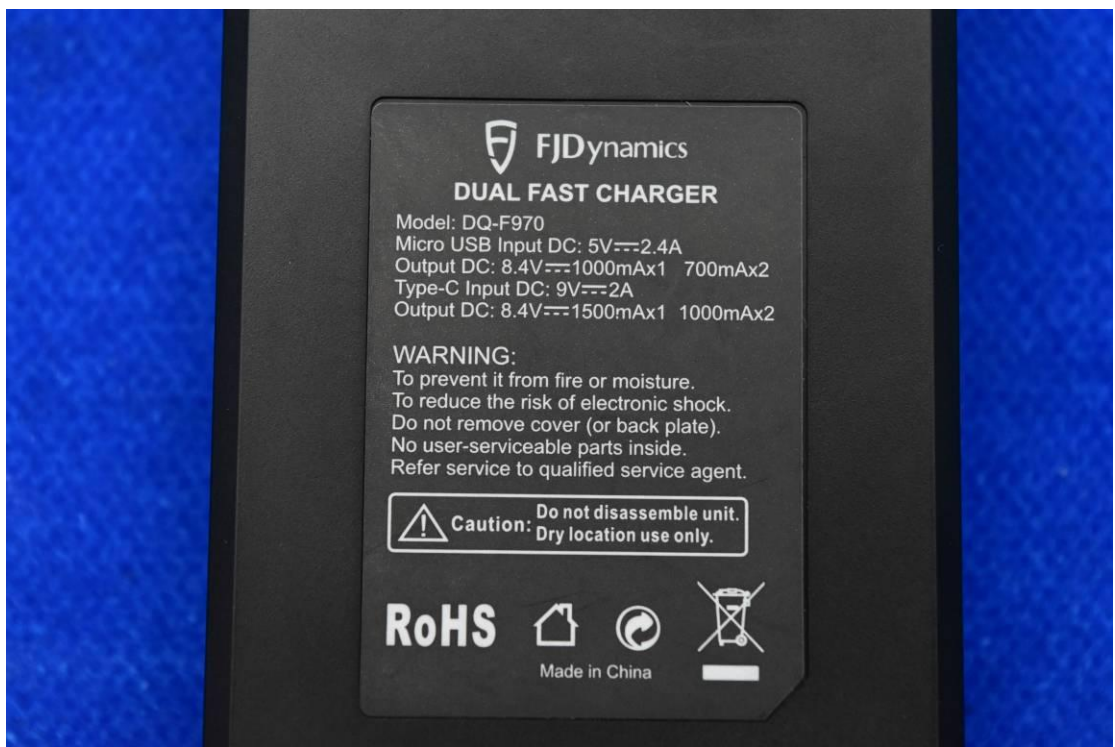 FJDynamics
DUAL FAST CHARGER
Model: DQ-F970
Micro USB Input DC: 5V⎓2.4A
Output DC: 8.4V⎓1000mAx1 700mAx2
Type-C Input DC: 9V⎓2A
Output DC: 8.4V⎓1500mAx1 1000mAx2
WARNING:
To prevent it from fire or moisture.
To reduce the risk of electronic shock.
Do not remove cover (or back plate).
No user-serviceable parts inside.
Refer service to qualified service agent.
Caution: Do not disassemble unit.
Dry location use only.
RoHS
Made in China